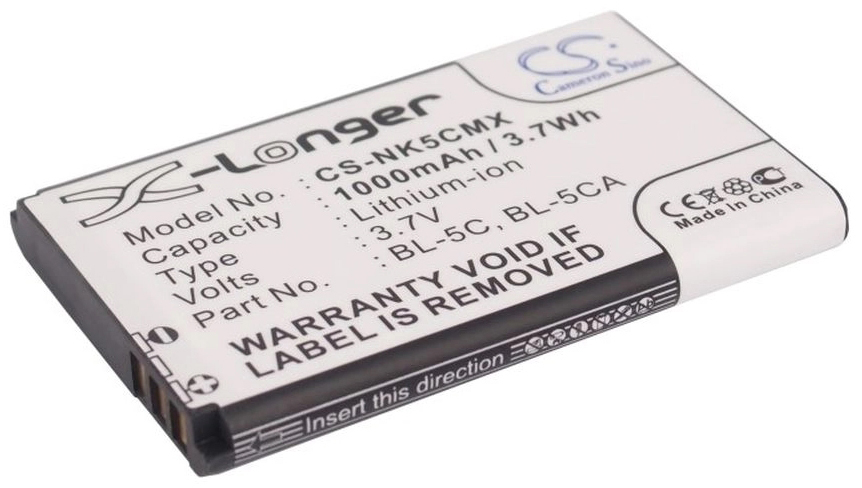 CS
Cameron Sino
X-Longer
Model No. : CS-NK5CMX
Capacity : 1000mAh / 3.7Wh
Type : Lithium-ion
Volts : 3.7V
Part No. : BL-5C, BL-5CA
WARRANTY VOID IF
LABEL IS REMOVED
CE
Made in China
Insert this direction